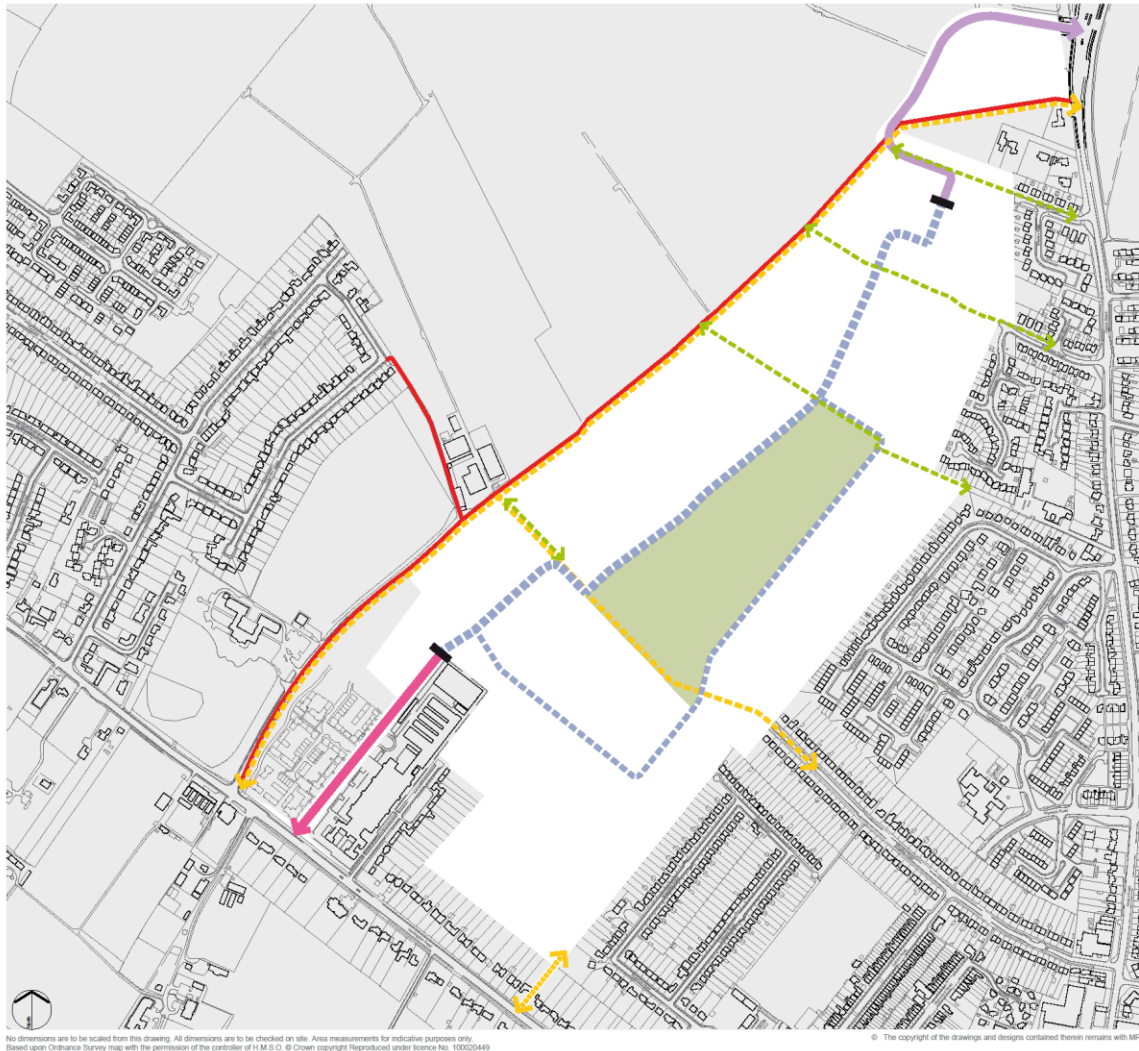 No dimensions are to be scaled from this drawing. All dimensions are to be checked on site. Area measurements for indicative purposes only.
Based upon Ordnance Survey map with the permission of the controller of H.M.S.O. © Crown copyright Reproduced under licence No. 100020449
© The copyright of the drawings and designs contained therein remains with